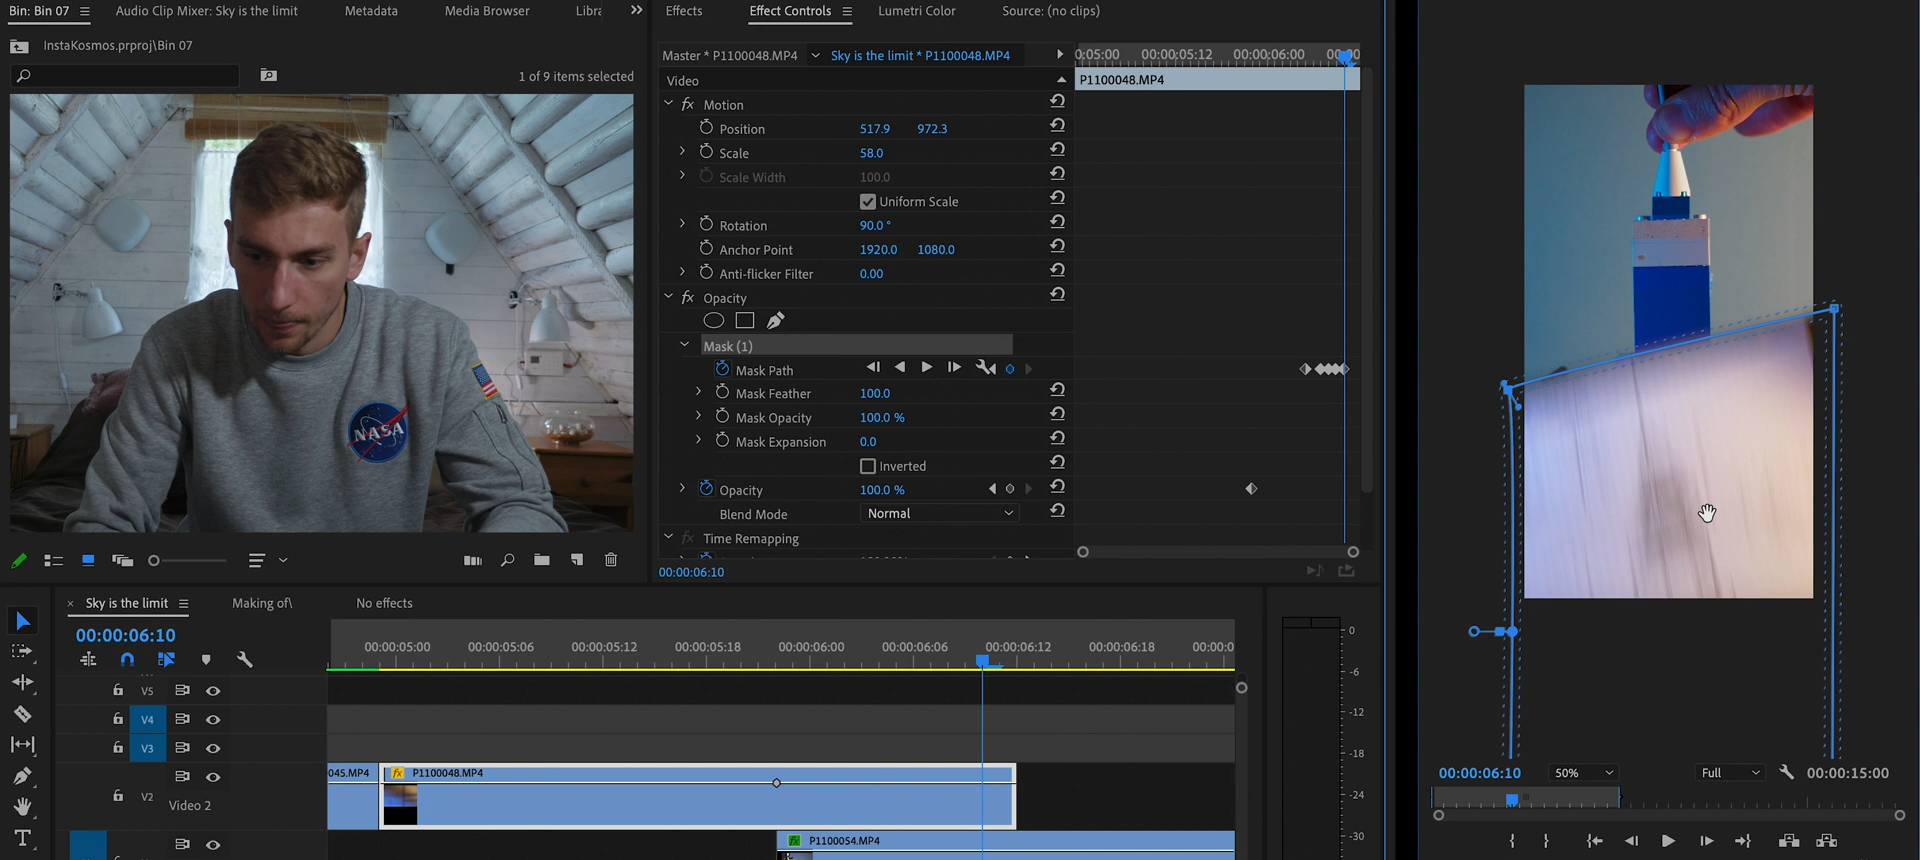 Bin: Bin 07
Audio Clip Mixer: Sky is the limit
Metadata
Media Browser
Libra
Effects
Effect Controls
Lumetri Color
Source: (no clips)
InstaKosmos.prproj\Bin 07
1 of 9 items selected
NASA
Master * P1100048.MP4
Sky is the limit * P1100048.MP4
0;05:00
00:00:05:12
00:00:06:00
Video
P1100048.MP4
fx Motion
Position 517.9 972.3
Scale 58.0
Scale Width 100.0
Uniform Scale
Rotation 90.0 °
Anchor Point 1920.0 1080.0
Anti-flicker Filter 0.00
fx Opacity
Mask (1)
Mask Path
Mask Feather 100.0
Mask Opacity 100.0 %
Mask Expansion 0.0
Inverted
Opacity 100.0 %
Blend Mode Normal
fx Time Remapping
00:00:06:10
× Sky is the limit
Making of\
No effects
00:00:06:10
00:00:05:00
00:00:05:06
00:00:05:12
00:00:05:18
00:00:06:00
00:00:06:06
00:00:06:12
00:00:06:18
00:00:0
V5
V4
V3
V2
Video 2
045.MP4
fx P1100048.MP4
fx P1100054.MP4
0
-6
-12
-18
-24
-30
00:00:06:10
50%
Full
00:00:15:00